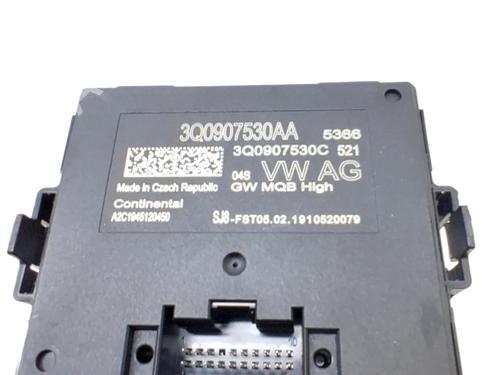 3Q0907530AA 5366
3Q0907530C 521
04S VW AG
Made in Czech Republic GW MQB High
Continental
A2C1945120450 SJ8-FST05.02.1910520079